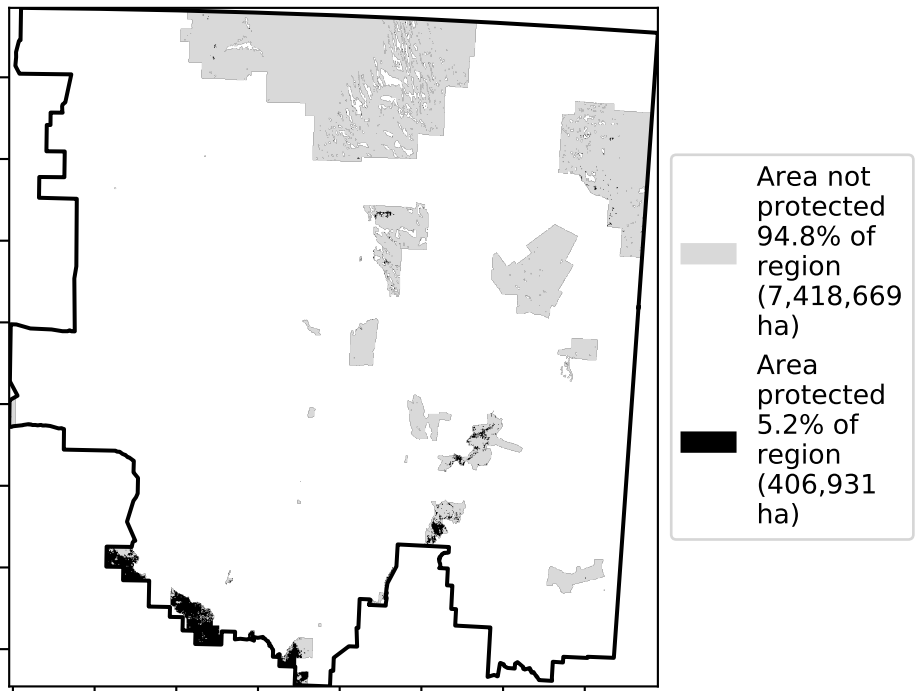 Area not
protected
94.8% of
region
(7,418,669
ha)
Area
protected
5.2% of
region
(406,931
ha)